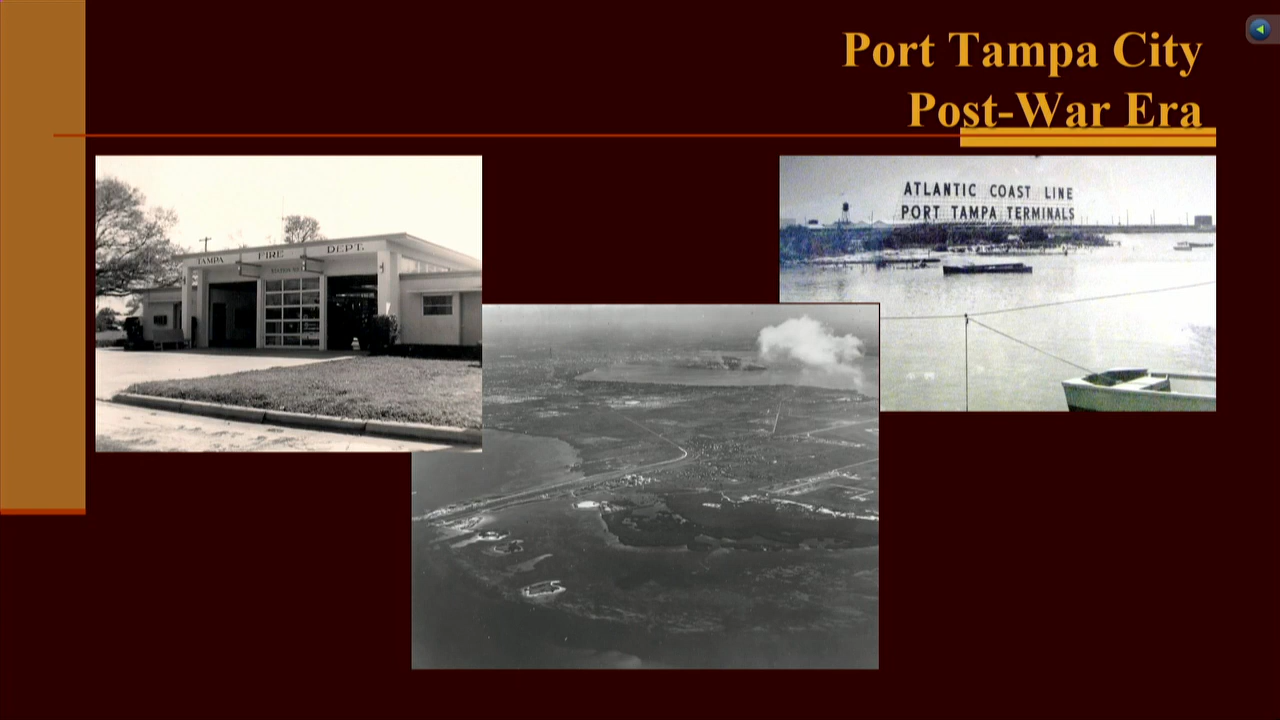 Port Tampa City
Post-War Era
TAMPA FIRE DEPT.
ATLANTIC COAST LINE
PORT TAMPA TERMINALS